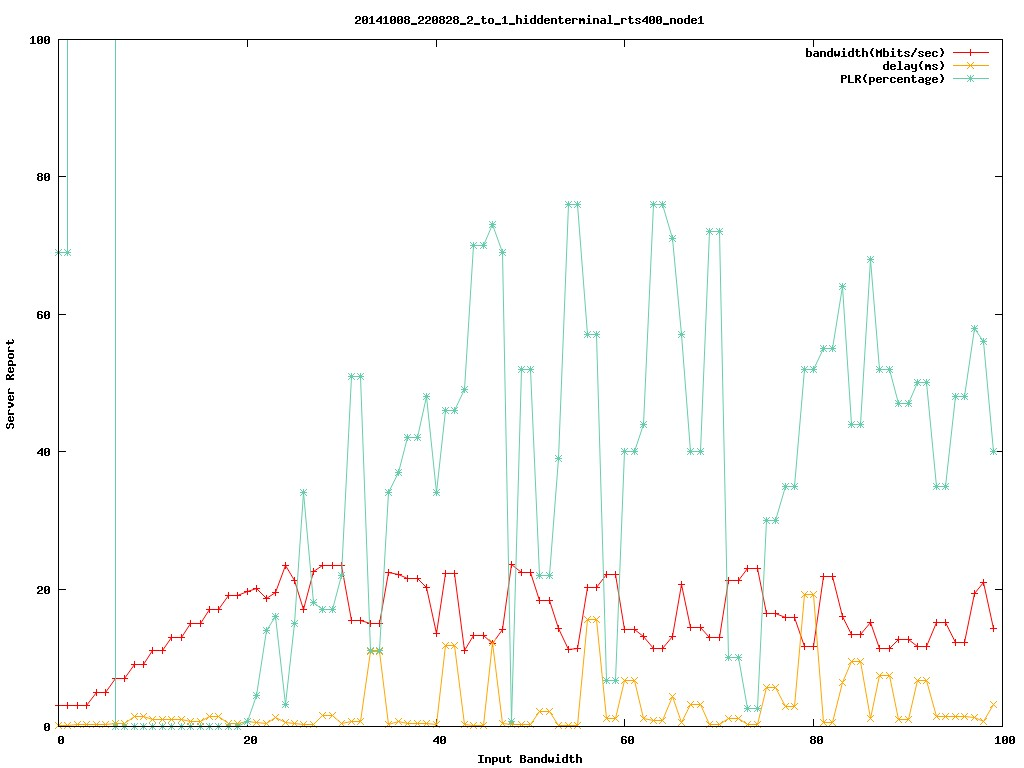 20141008_220828_2_to_1_hiddenterminal_rts400_node1
bandwidth(Mbits/sec)
delay(ms)
PLR(percentage)
100
80
60
40
20
0
Server Report
0 20 40 60 80 100
Input Bandwidth